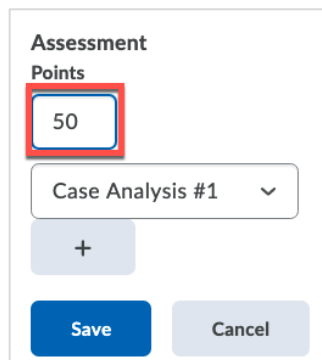 Assessment
Points
50
Case Analysis #1
+
Save Cancel